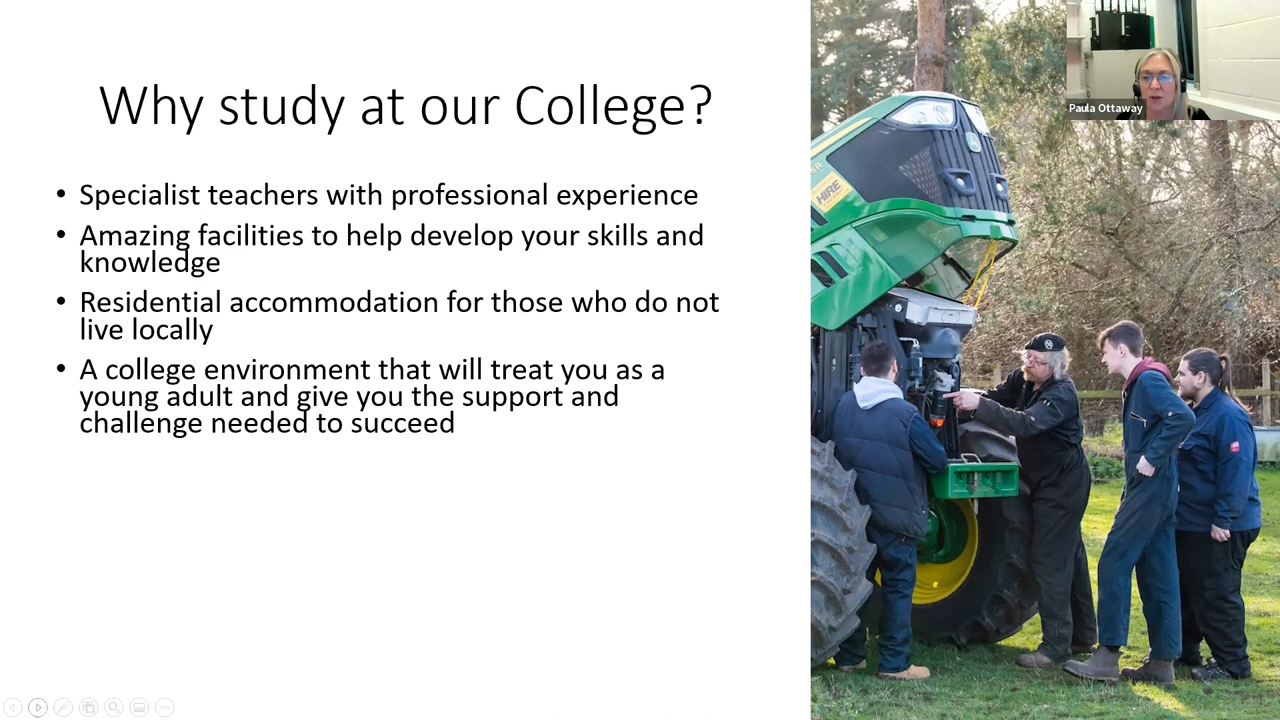 Why study at our College?
• Specialist teachers with professional experience
• Amazing facilities to help develop your skills and
knowledge
• Residential accommodation for those who do not
live locally
• A college environment that will treat you as a
young adult and give you the support and
challenge needed to succeed
Paula Ottaway
HIRE